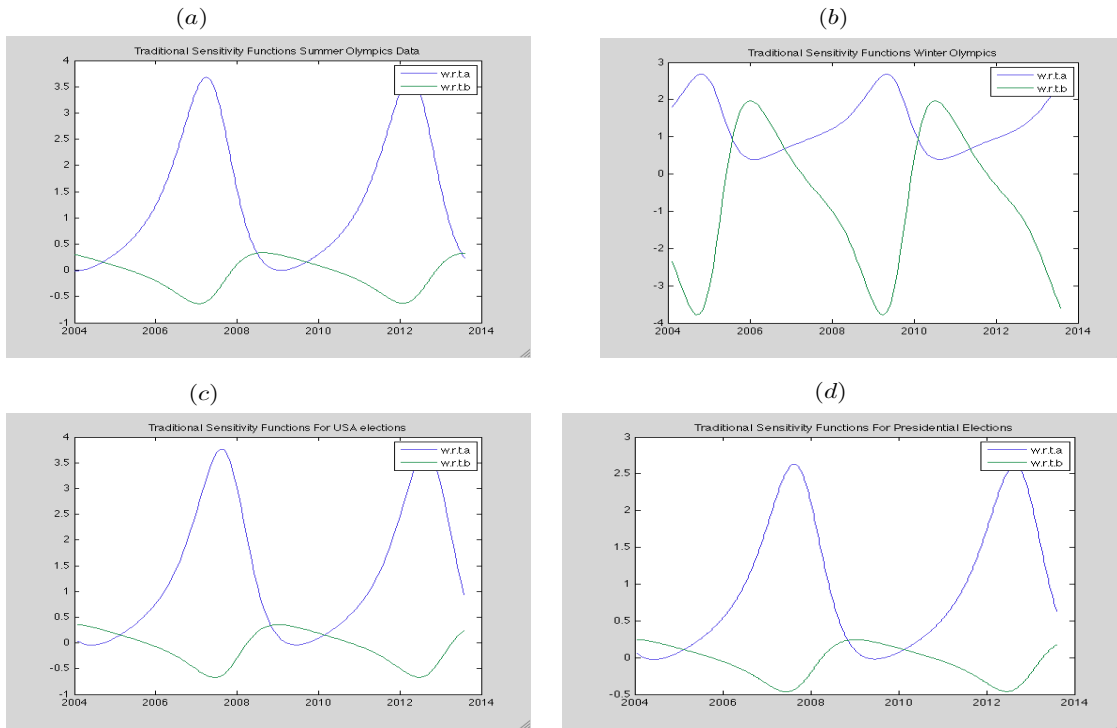 (a)
Traditional Sensitivity Functions Summer Olympics Data
w.r.t.a
w.r.t.b
4
3.5
3
2.5
2
1.5
1
0.5
0
-0.5
-1
2004 2006 2008 2010 2012 2014
(b)
Traditional Sensitivity Functions Winter Olympics
w.r.t.a
w.r.t.b
3
2
1
0
-1
-2
-3
-4
2004 2006 2008 2010 2012 2014
(c)
Traditional Sensitivity Functions For USA elections
w.r.t.a
w.r.t.b
4
3.5
3
2.5
2
1.5
1
0.5
0
-0.5
-1
2004 2006 2008 2010 2012 2014
(d)
Traditional Sensitivity Functions For Presidential Elections
w.r.t.a
w.r.t.b
3
2.5
2
1.5
1
0.5
0
-0.5
2004 2006 2008 2010 2012 2014